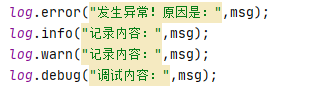 log.error("发生异常！原因是：",msg);
log.info("记录内容：",msg);
log.warn("记录内容：",msg);
log.debug("调试内容：",msg);